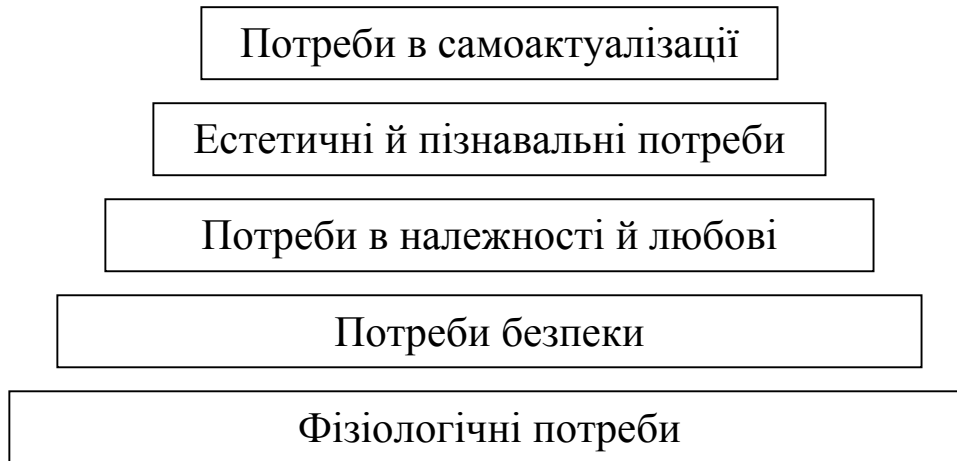 Потреби в самоактуалізації
Естетичні й пізнавальні потреби
Потреби в належності й любові
Потреби безпеки
Фізіологічні потреби